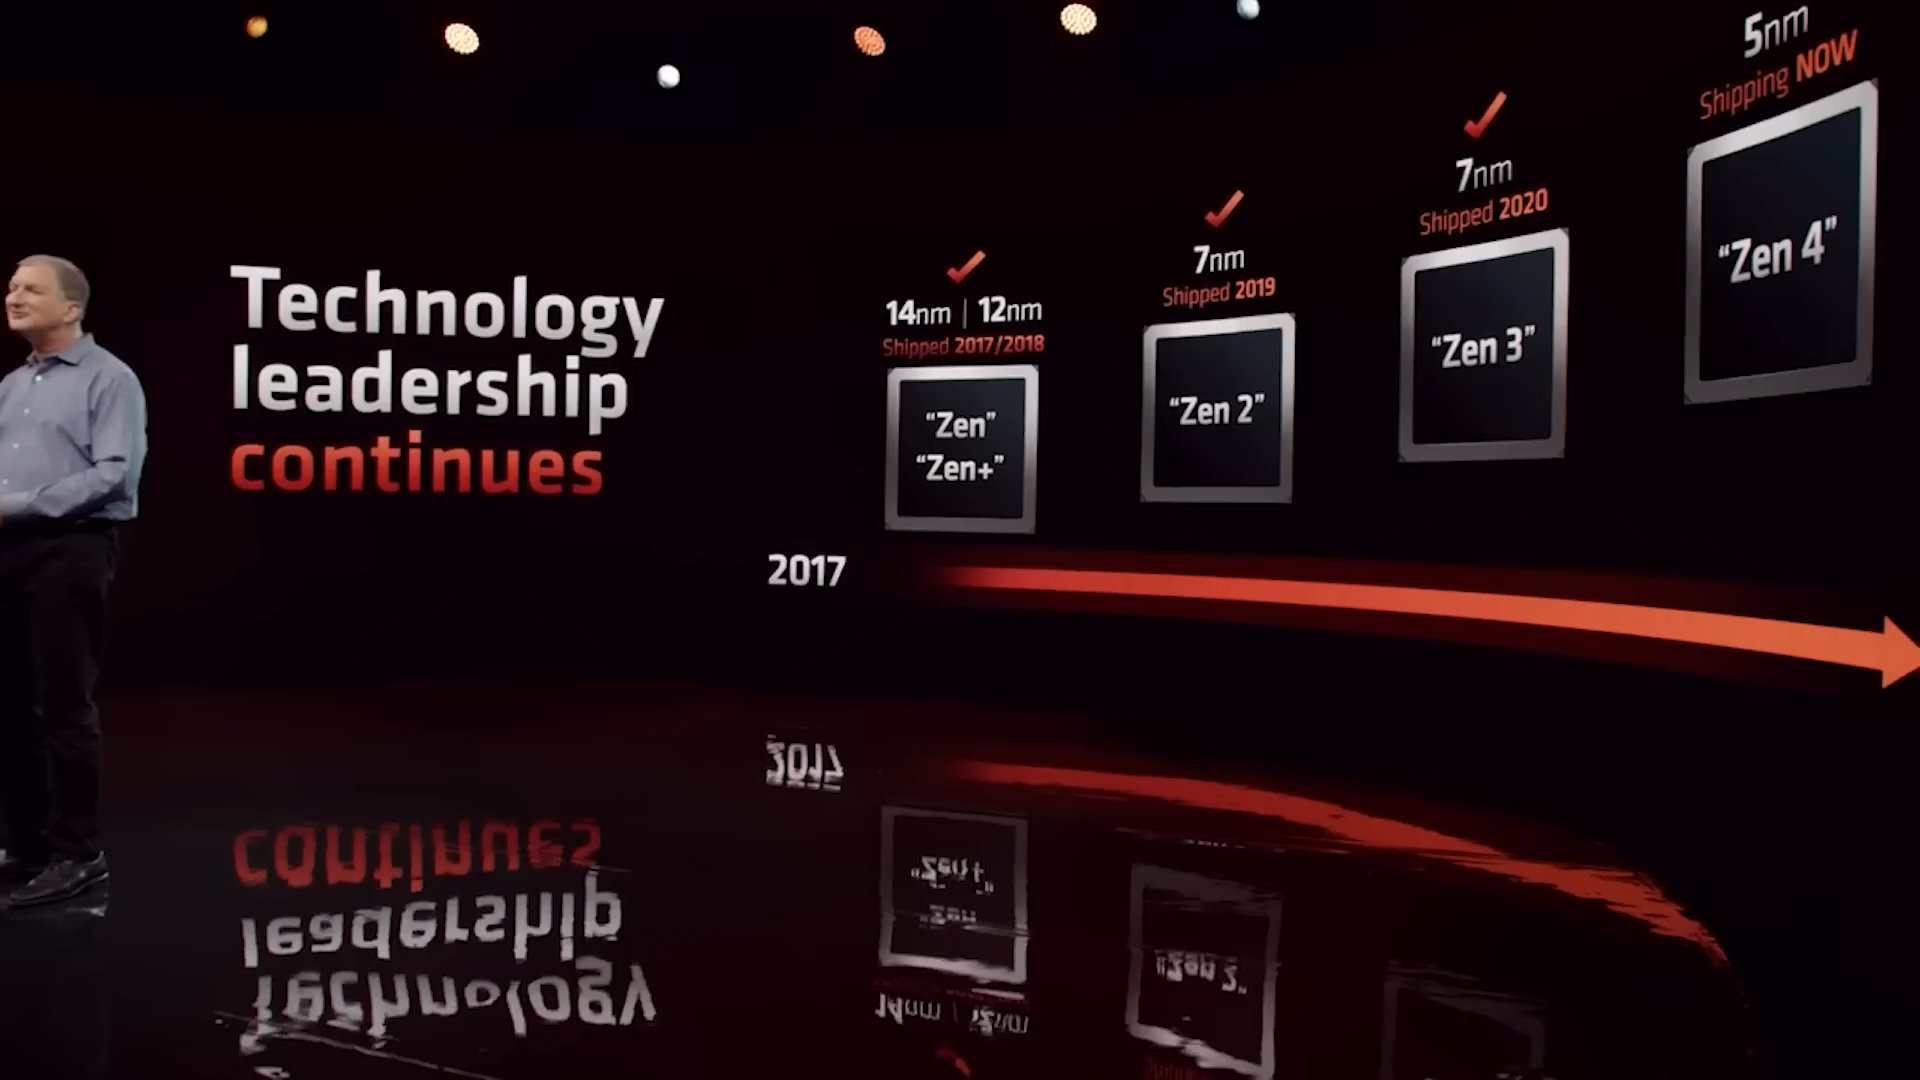 Technology
leadership
continues
2017
14nm | 12nm
Shipped 2017/2018
“Zen”
“Zen+”
7nm
Shipped 2019
“Zen 2”
7nm
Shipped 2020
“Zen 3”
5nm
Shipping NOW
“Zen 4”